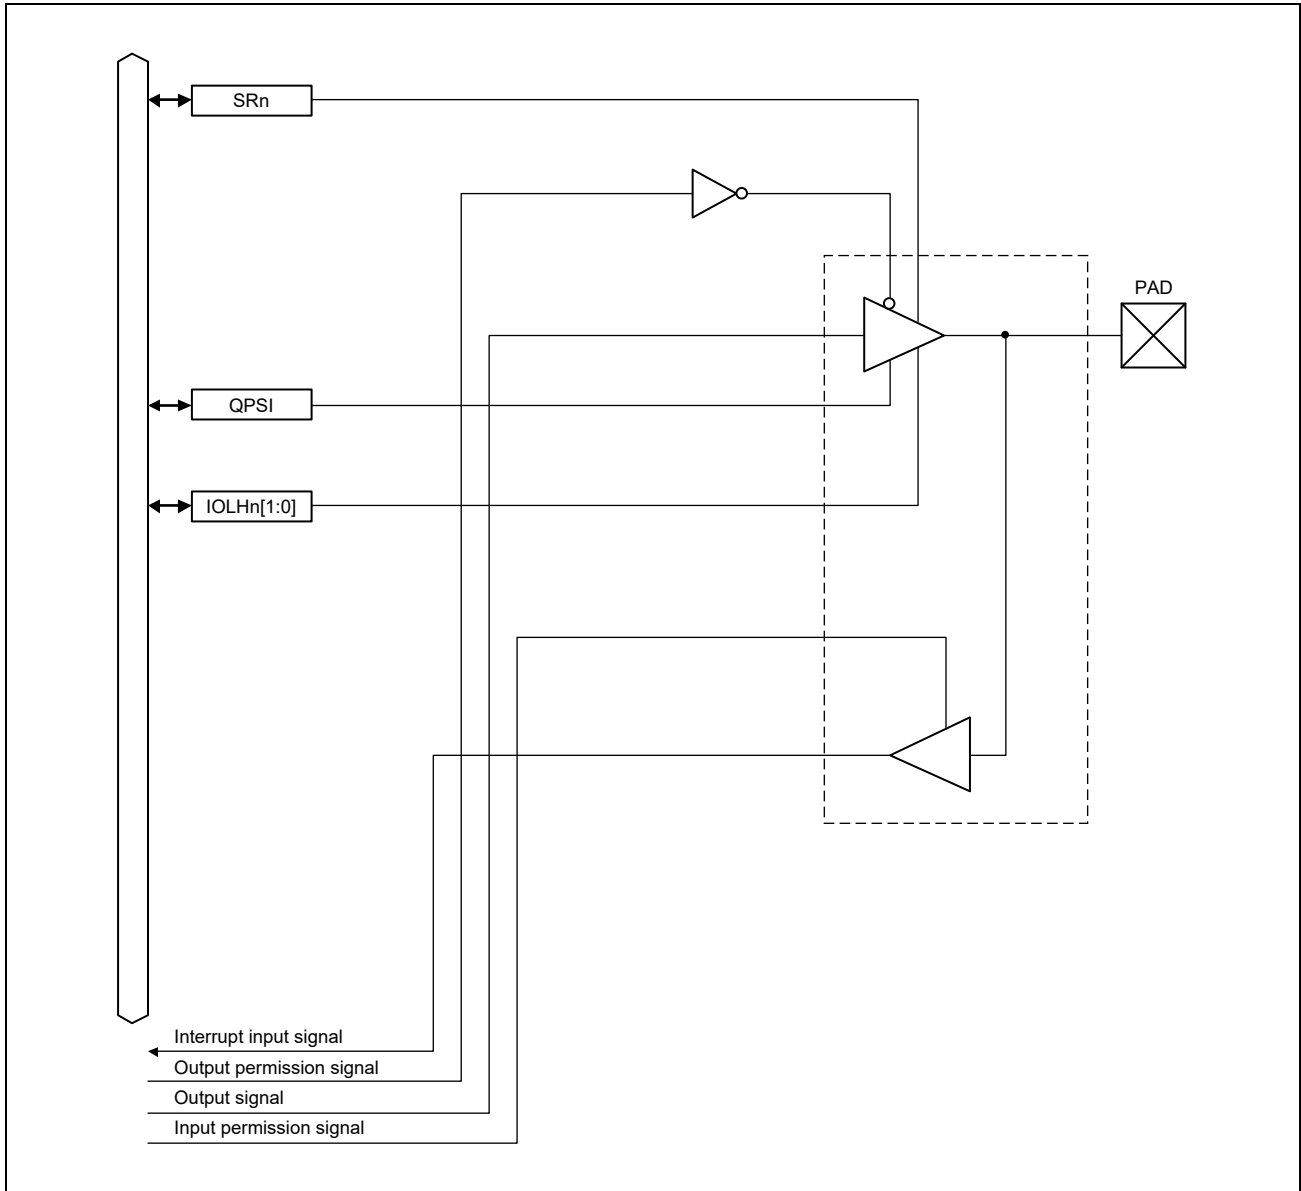 SRn
PAD
QPSI
IOLHn[1:0]
Interrupt input signal
Output permission signal
Output signal
Input permission signal